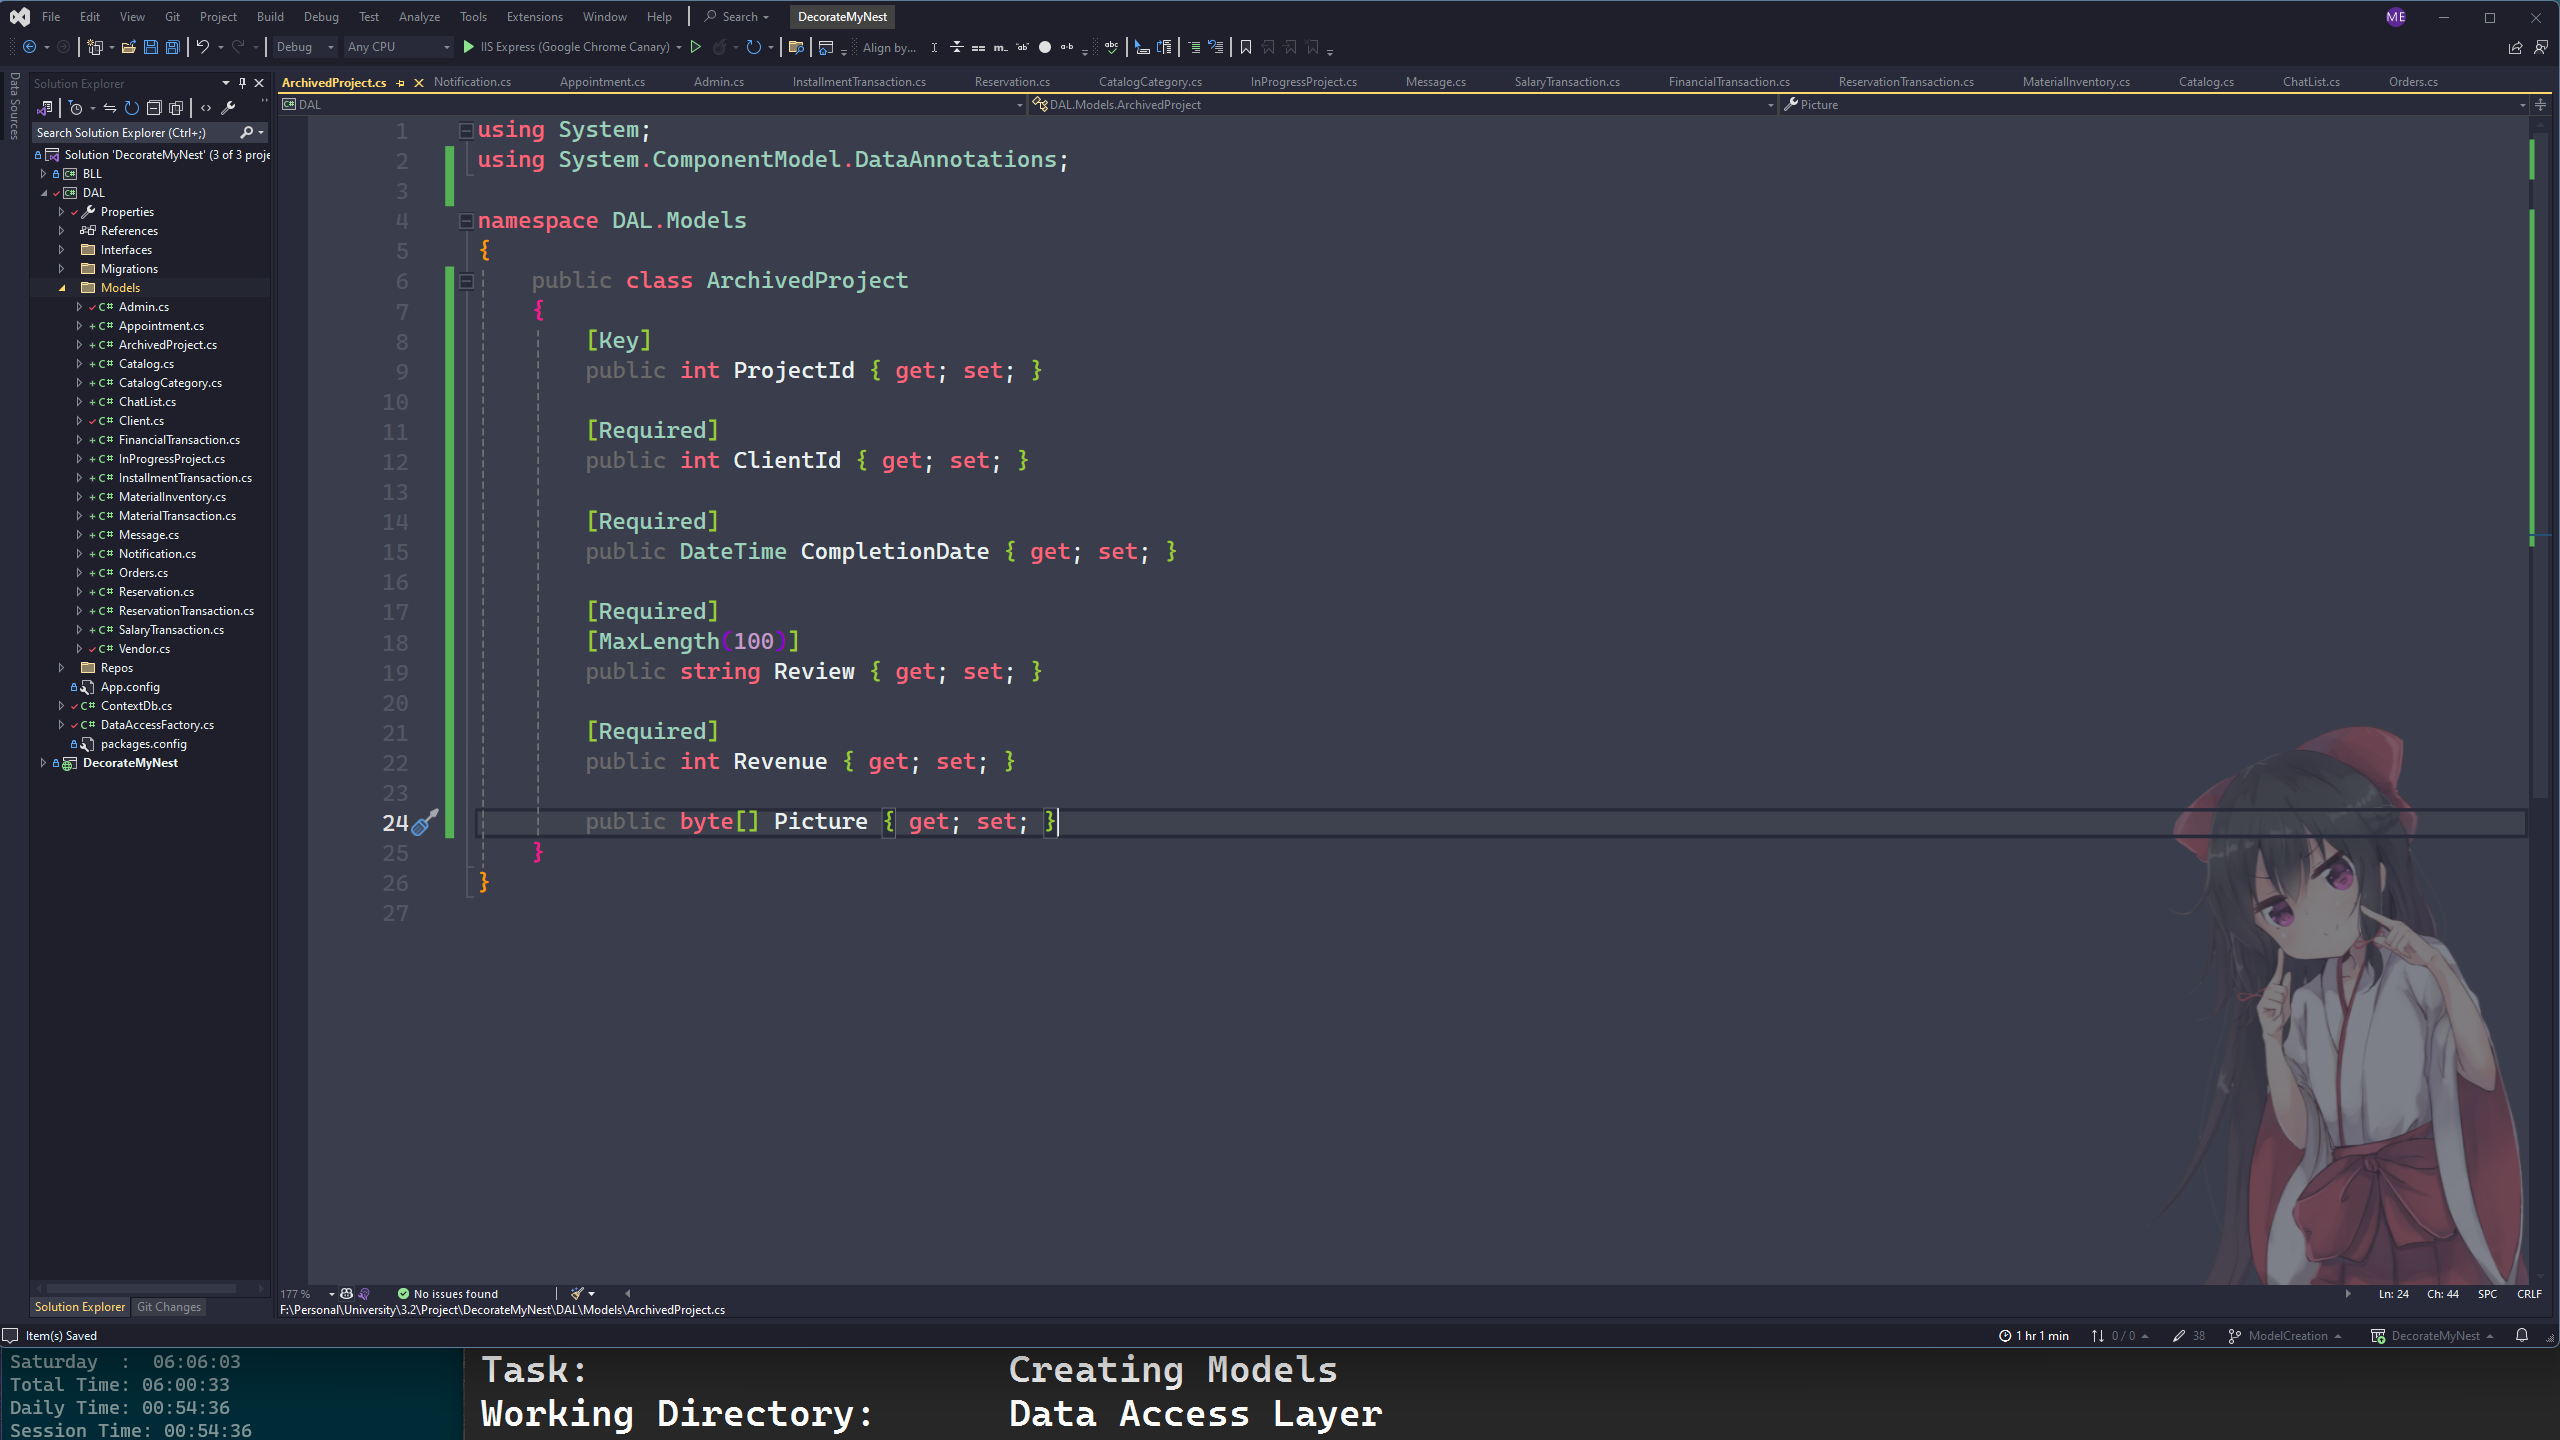 File Edit View Git Project Build Debug Test Analyze Tools Extensions Window Help Search DecorateMyNest ME
Debug Any CPU IIS Express (Google Chrome Canary) Align by...
Data Sources
Solution Explorer
Search Solution Explorer (Ctrl+;)
Solution 'DecorateMyNest' (3 of 3 proje
BLL
DAL
Properties
References
Interfaces
Migrations
Models
Admin.cs
Appointment.cs
ArchivedProject.cs
Catalog.cs
CatalogCategory.cs
ChatList.cs
Client.cs
FinancialTransaction.cs
InProgressProject.cs
InstallmentTransaction.cs
MaterialInventory.cs
MaterialTransaction.cs
Message.cs
Notification.cs
Orders.cs
Reservation.cs
ReservationTransaction.cs
SalaryTransaction.cs
Vendor.cs
Repos
App.config
ContextDb.cs
DataAccessFactory.cs
packages.config
DecorateMyNest
Solution Explorer Git Changes
ArchivedProject.cs Notification.cs Appointment.cs Admin.cs InstallmentTransaction.cs Reservation.cs CatalogCategory.cs InProgressProject.cs Message.cs SalaryTransaction.cs FinancialTransaction.cs ReservationTransaction.cs MaterialInventory.cs Catalog.cs ChatList.cs Orders.cs
DAL DAL.Models.ArchivedProject Picture
1 using System;
2 using System.ComponentModel.DataAnnotations;
3
4 namespace DAL.Models
5 {
6 public class ArchivedProject
7 {
8 [Key]
9 public int ProjectId { get; set; }
10
11 [Required]
12 public int ClientId { get; set; }
13
14 [Required]
15 public DateTime CompletionDate { get; set; }
16
17 [Required]
18 [MaxLength(100)]
19 public string Review { get; set; }
20
21 [Required]
22 public int Revenue { get; set; }
23
24 public byte[] Picture { get; set; }
25 }
26 }
27
177 % No issues found Ln: 24 Ch: 44 SPC CRLF
F:\Personal\University\3.2\Project\DecorateMyNest\DAL\Models\ArchivedProject.cs
Item(s) Saved 1 hr 1 min 0 / 0 38 ModelCreation DecorateMyNest
Saturday : 06:06:03
Total Time: 06:00:33
Daily Time: 00:54:36
Session Time: 00:54:36
Task: Creating Models
Working Directory: Data Access Layer